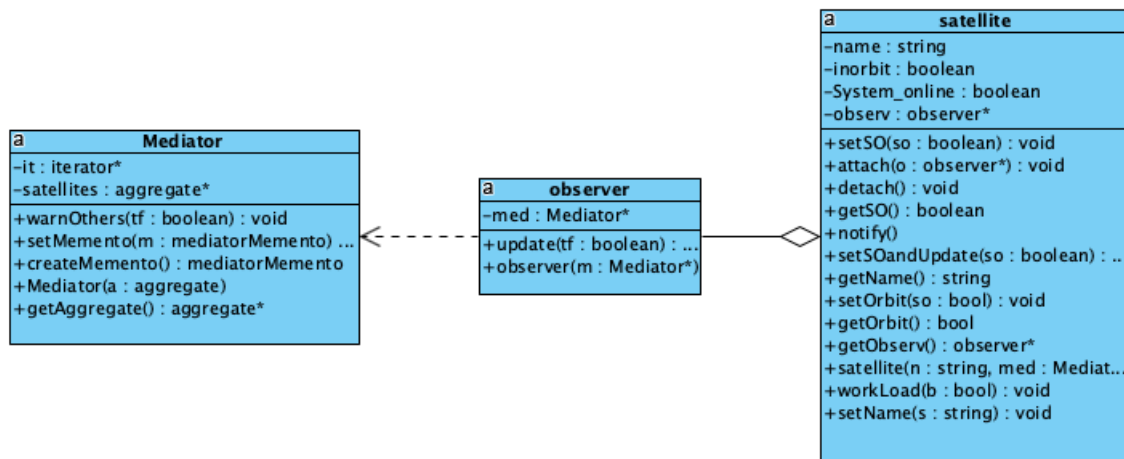 a
Mediator
-it : iterator*
-satellites : aggregate*
+warnOthers(tf : boolean) : void
+setMemento(m : mediatorMemento) ...
+createMemento() : mediatorMemento
+Mediator(a : aggregate)
+getAggregate() : aggregate*
a
observer
-med : Mediator*
+update(tf : boolean) : ...
+observer(m : Mediator*)
a
satellite
-name : string
-inorbit : boolean
-System_online : boolean
-observ : observer*
+setSO(so : boolean) : void
+attach(o : observer*) : void
+detach() : void
+getSO() : boolean
+notify()
+setSOandUpdate(so : boolean) : ...
+getName() : string
+setOrbit(so : bool) : void
+getOrbit() : bool
+getObserv() : observer*
+satellite(n : string, med : Mediat...
+workLoad(b : bool) : void
+setName(s : string) : void